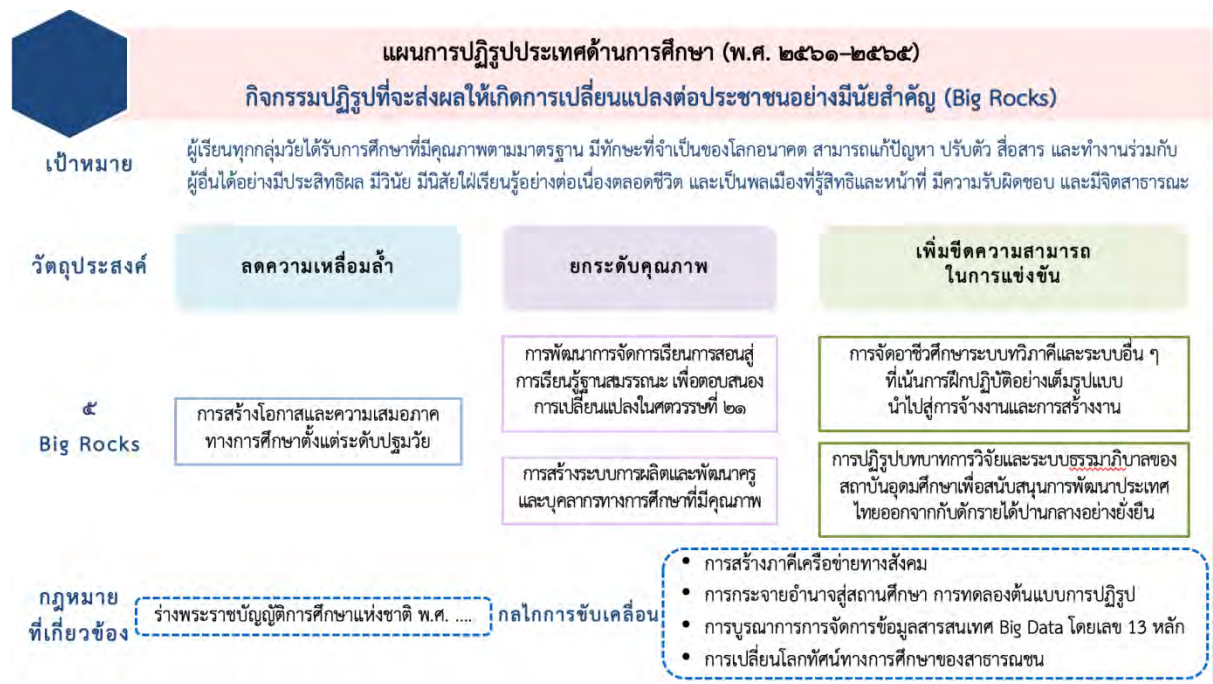 แผนการปฏิรูปประเทศด้านการศึกษา (พ.ศ. ๒๕๖๑–๒๕๖๕)
กิจกรรมปฏิรูปที่จะส่งผลให้เกิดการเปลี่ยนแปลงต่อประชาชนอย่างมีนัยสำคัญ (Big Rocks)
เป้าหมาย
ผู้เรียนทุกกลุ่มวัยได้รับการศึกษาที่มีคุณภาพตามมาตรฐาน มีทักษะที่จำเป็นของโลกอนาคต สามารถแก้ปัญหา ปรับตัว สื่อสาร และทำงานร่วมกับ
ผู้อื่นได้อย่างมีประสิทธิผล มีวินัย มีนิสัยใฝ่เรียนรู้อย่างต่อเนื่องตลอดชีวิต และเป็นพลเมืองที่รู้สิทธิและหน้าที่ มีความรับผิดชอบ และมีจิตสาธารณะ
วัตถุประสงค์
ลดความเหลื่อมล้ำ
ยกระดับคุณภาพ
เพิ่มขีดความสามารถ
ในการแข่งขัน
๕
Big Rocks
การสร้างโอกาสและความเสมอภาค
ทางการศึกษาตั้งแต่ระดับปฐมวัย
การพัฒนาการจัดการเรียนการสอนสู่
การเรียนรู้ฐานสมรรถนะ เพื่อตอบสนอง
การเปลี่ยนแปลงในศตวรรษที่ ๒๑
การสร้างระบบการผลิตและพัฒนาครู
และบุคลากรทางการศึกษาที่มีคุณภาพ
การจัดอาชีวศึกษาระบบทวิภาคีและระบบอื่น ๆ
ที่เน้นการฝึกปฏิบัติอย่างเต็มรูปแบบ
นำไปสู่การจ้างงานและการสร้างงาน
การปฏิรูปบทบาทการวิจัยและระบบธรรมาภิบาลของ
สถาบันอุดมศึกษาเพื่อสนับสนุนการพัฒนาประเทศ
ไทยออกจากกับดักรายได้ปานกลางอย่างยั่งยืน
กฎหมาย
ที่เกี่ยวข้อง
ร่างพระราชบัญญัติการศึกษาแห่งชาติ พ.ศ. ....
กลไกการขับเคลื่อน
• การสร้างภาคีเครือข่ายทางสังคม
• การกระจายอำนาจสู่สถานศึกษา การทดลองต้นแบบการปฏิรูป
• การบูรณาการการจัดการข้อมูลสารสนเทศ Big Data โดยเลข 13 หลัก
• การเปลี่ยนโลกทัศน์ทางการศึกษาของสาธารณชน